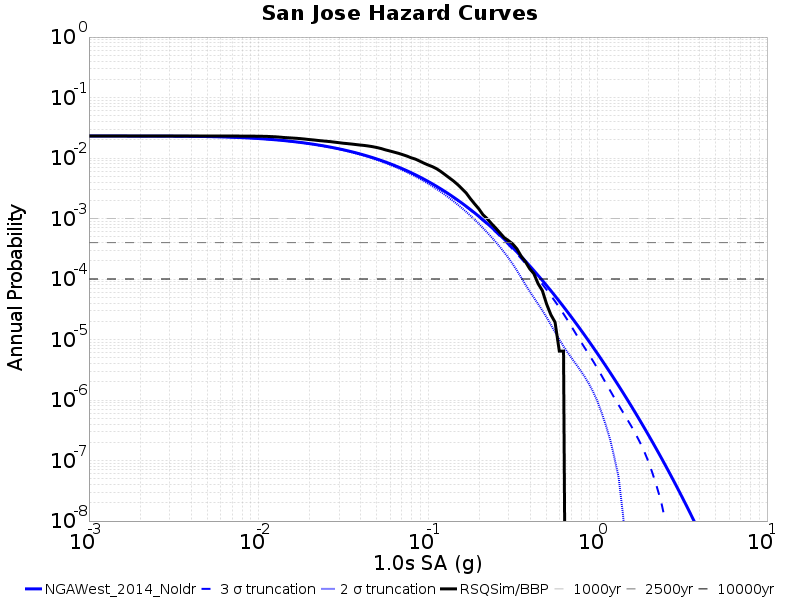 San Jose Hazard Curves
10^0
10^-1
10^-2
10^-3
10^-4
10^-5
10^-6
10^-7
10^-8
Annual Probability
10^-3 10^-2 10^-1 10^0 10^1
1.0s SA (g)
NGAWest_2014_NoIdr 3 σ truncation 2 σ truncation RSQSim/BBP 1000yr 2500yr 10000yr